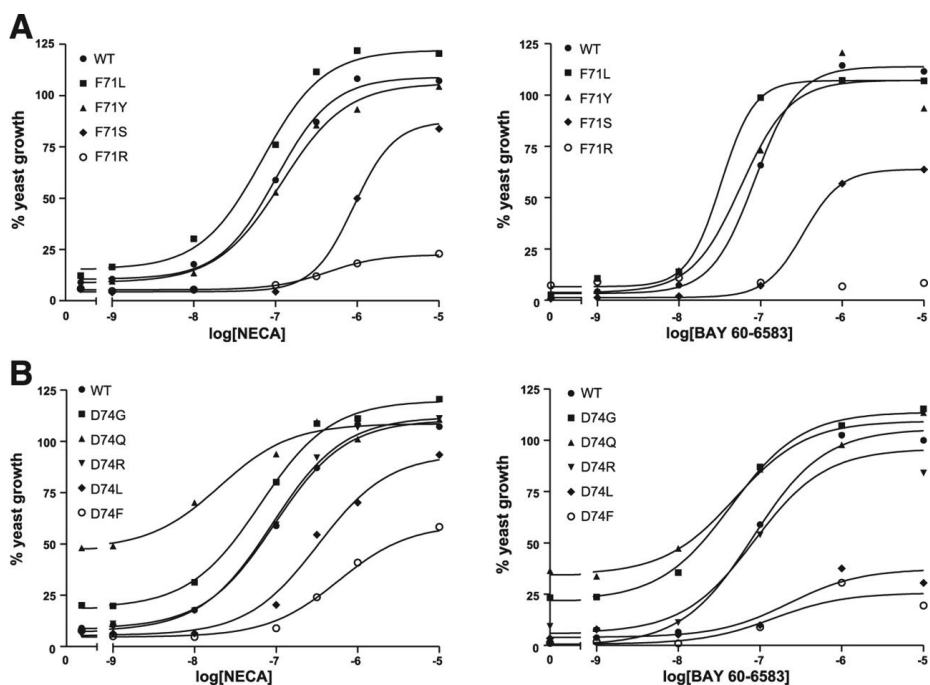 A
125
100
75
50
25
0
% yeast growth
WT
F71L
F71Y
F71S
F71R
0 -9 -8 -7 -6 -5
log[NECA]
125
100
75
50
25
0
% yeast growth
WT
F71L
F71Y
F71S
F71R
0 -9 -8 -7 -6 -5
log[BAY 60-6583]
B
125
100
75
50
25
0
% yeast growth
WT
D74G
D74Q
D74R
D74L
D74F
0 -9 -8 -7 -6 -5
log[NECA]
125
100
75
50
25
0
% yeast growth
WT
D74G
D74Q
D74R
D74L
D74F
0 -9 -8 -7 -6 -5
log[BAY 60-6583]